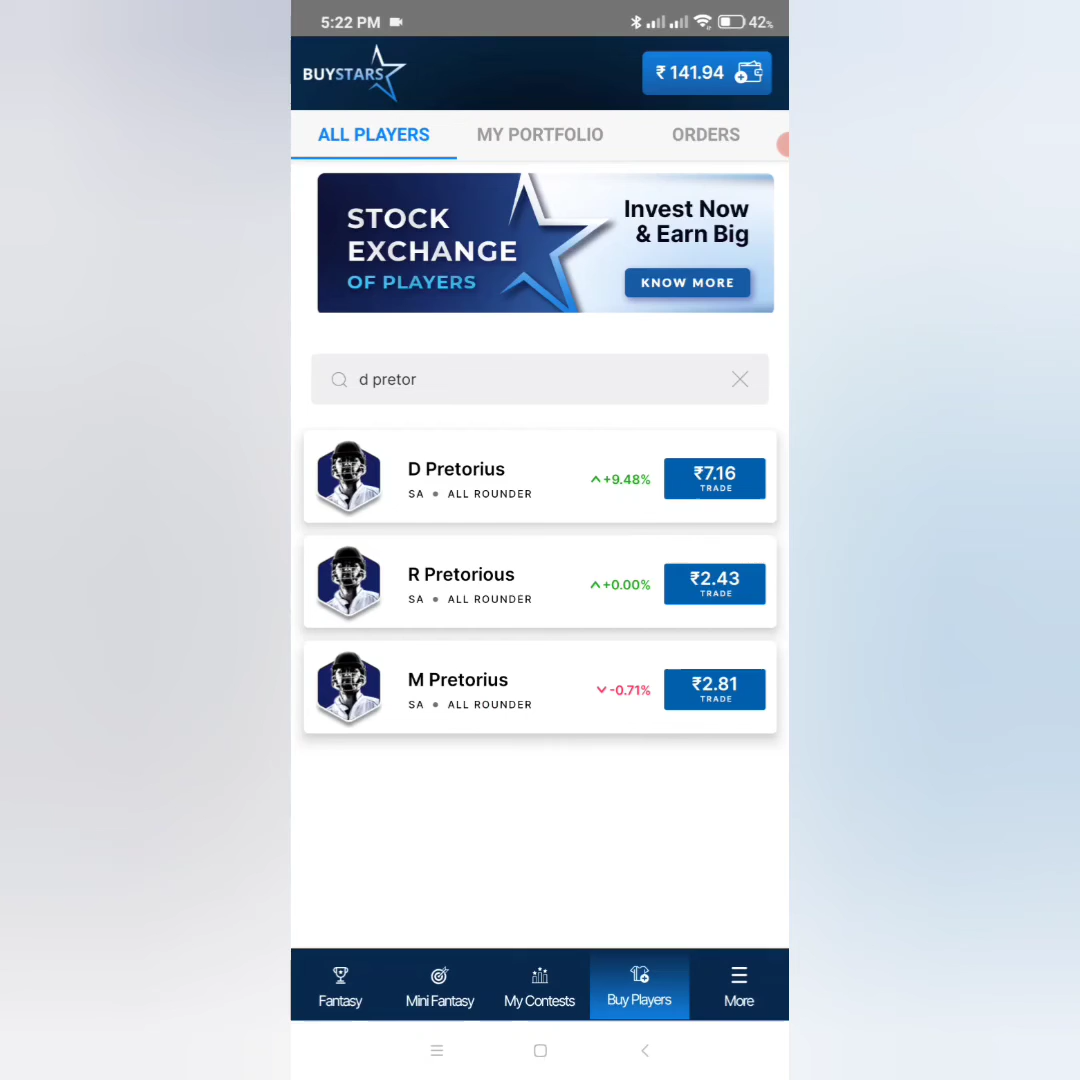 5:22 PM 42%
BUYSTARS ₹ 141.94
ALL PLAYERS MY PORTFOLIO ORDERS
STOCK
EXCHANGE
OF PLAYERS
Invest Now
& Earn Big
KNOW MORE
d pretor
D Pretorius
SA • ALL ROUNDER
+9.48%
₹7.16
TRADE
R Pretorious
SA • ALL ROUNDER
+0.00%
₹2.43
TRADE
M Pretorius
SA • ALL ROUNDER
-0.71%
₹2.81
TRADE
Fantasy Mini Fantasy My Contests Buy Players More